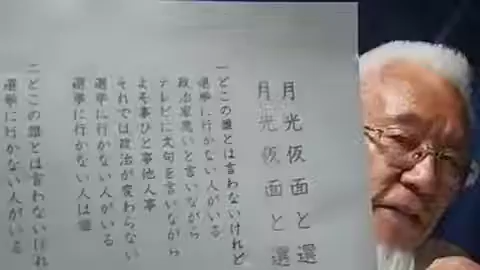 月光仮面と選
月光仮面と選
一どこの誰とは言わないけれど
選挙に行かない人がいる
政治家悪いと言いながら
テレビに文句を言いながら
よそ事ひと事他人事
それでは政治が変わらない
選挙に行かない人がいる
選挙に行かない人は誰
二どこの誰とは言わないけれ
選挙に行かない人がいる